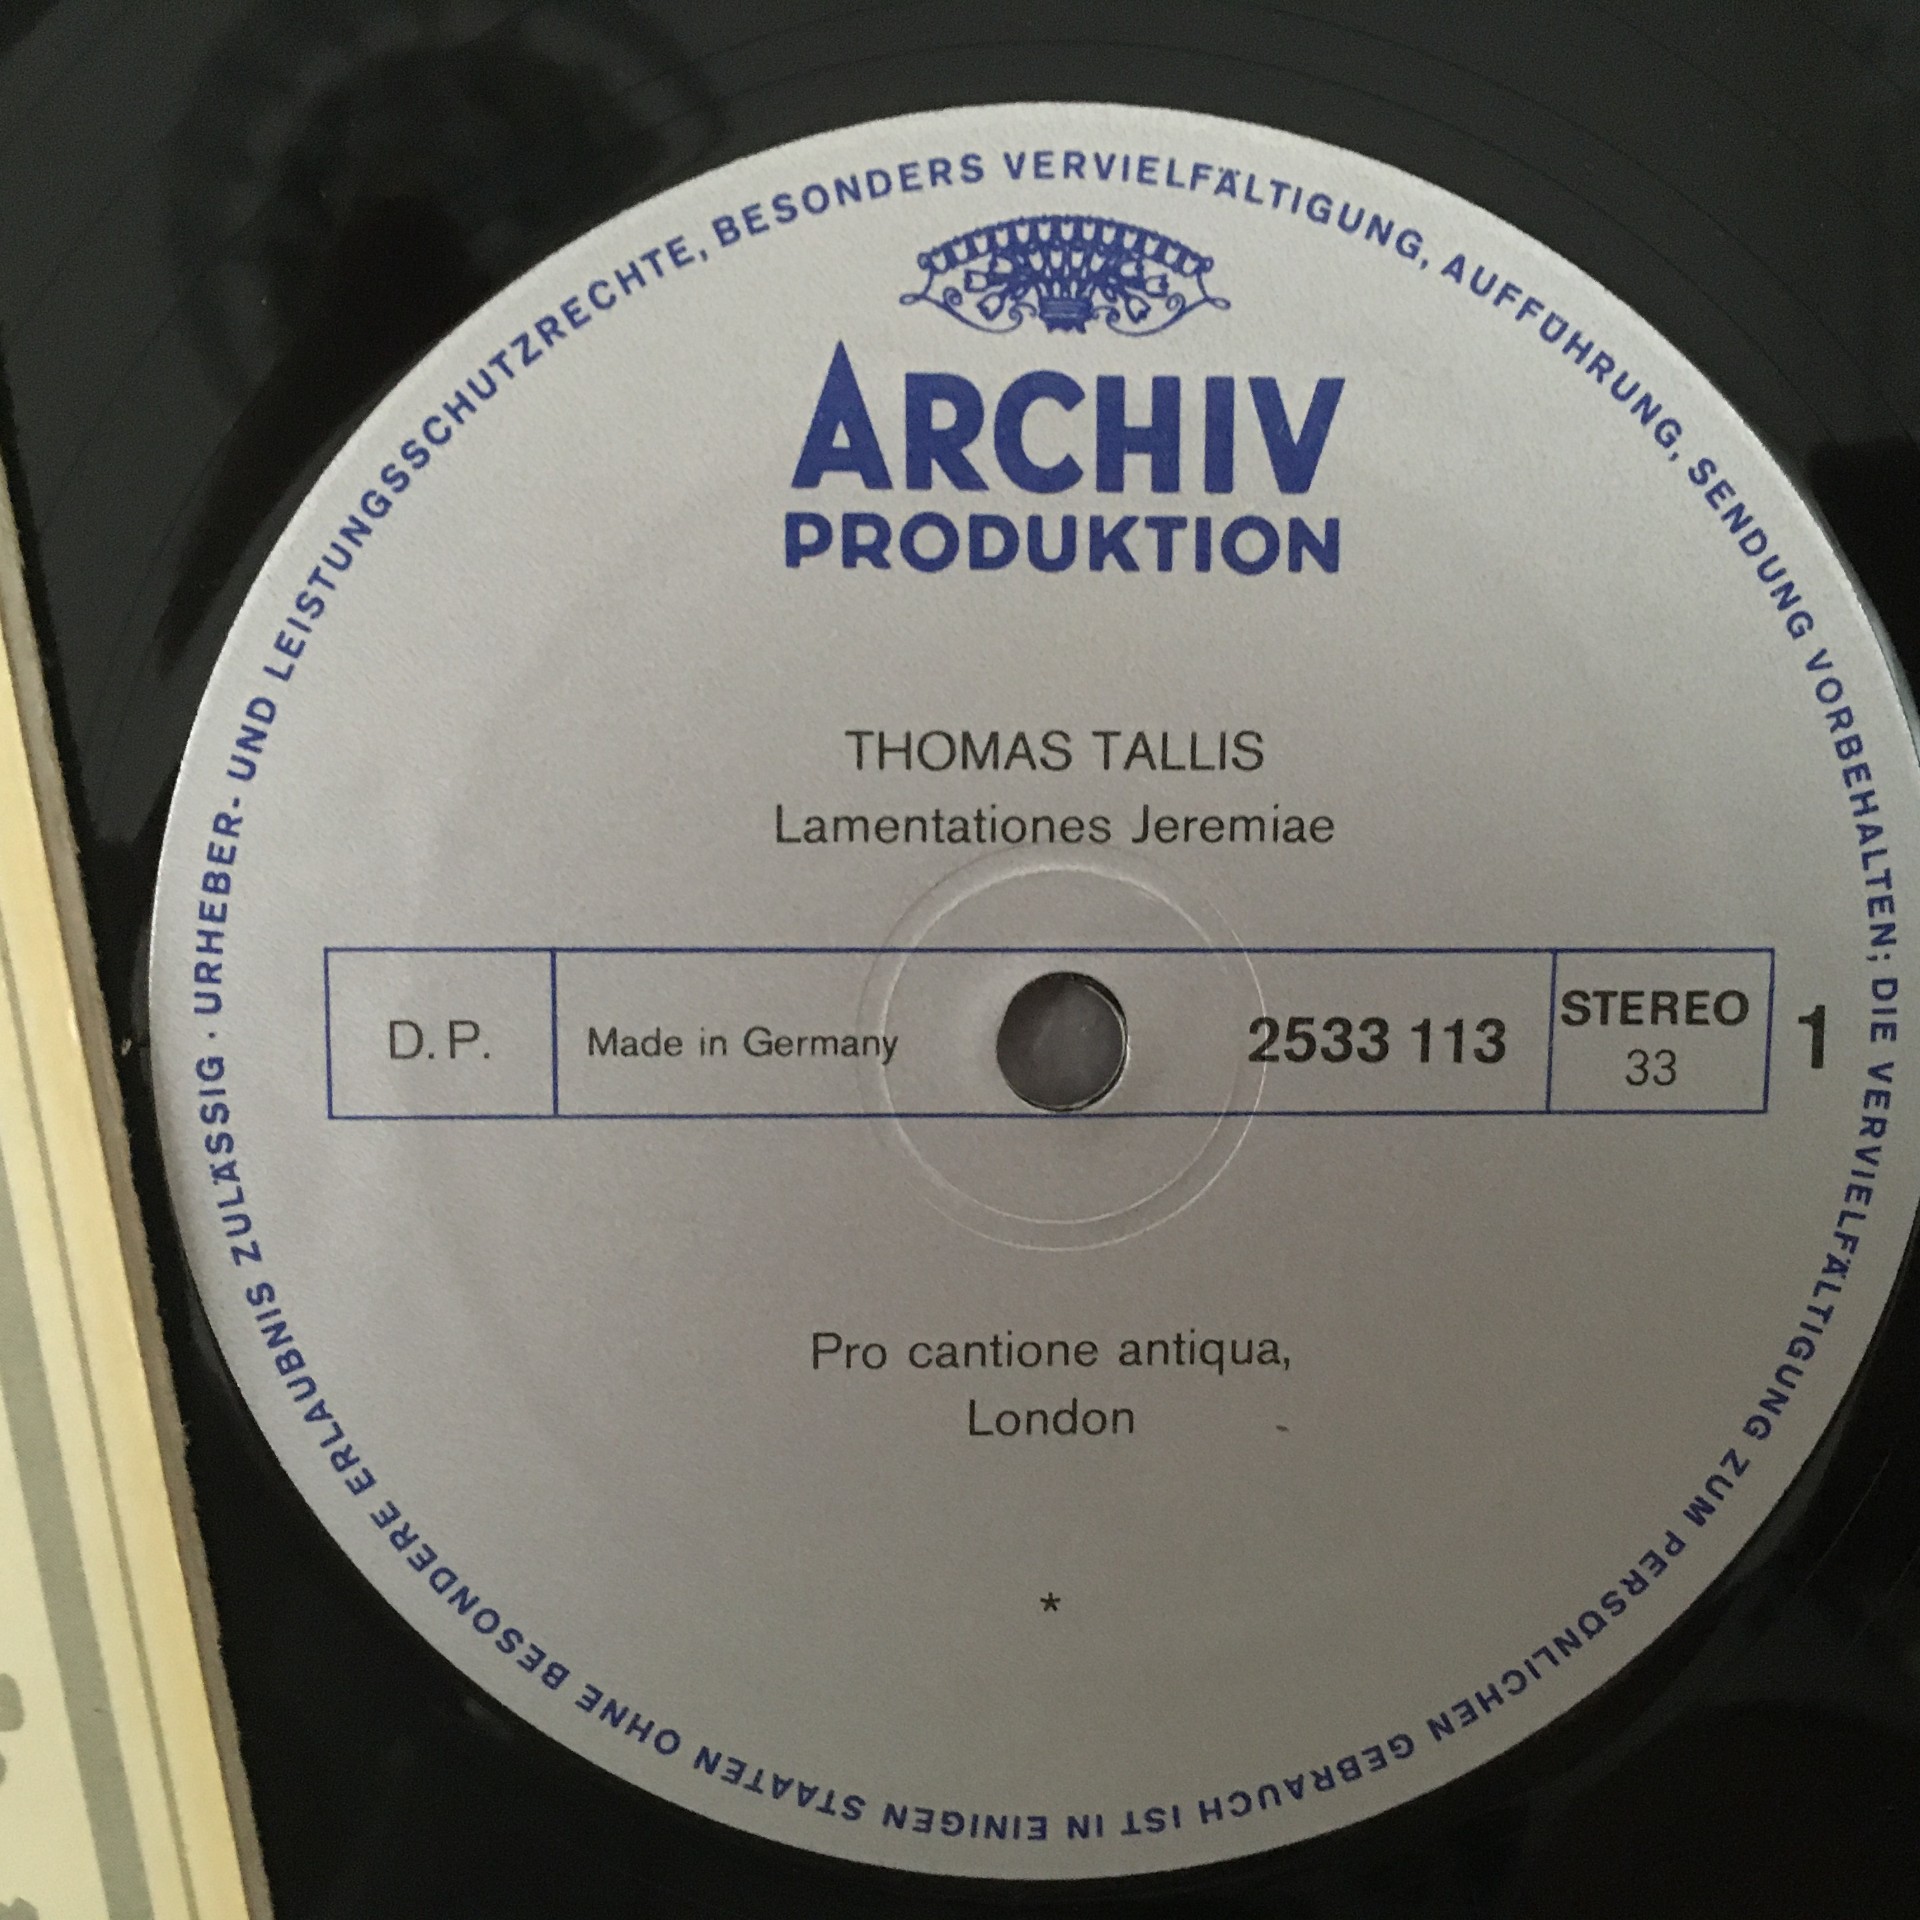 URHEBER- UND LEISTUNGSSCHUTZRECHTE, BESONDERS VERVIELFÄLTIGUNG, AUFFÜHRUNG, SENDUNG VORBEHALTEN; DIE VERVIELFÄLTIGUNG ZUM PERSÖNLICHEN GEBRAUCH IST IN EINIGEN STAATEN OHNE BESONDERE ERLAUBNIS ZULÄSSIG ·
ARCHIV
PRODUKTION
THOMAS TALLIS
Lamentationes Jeremiae
D. P. Made in Germany 2533 113 STEREO 1
33
Pro cantione antiqua,
London
*